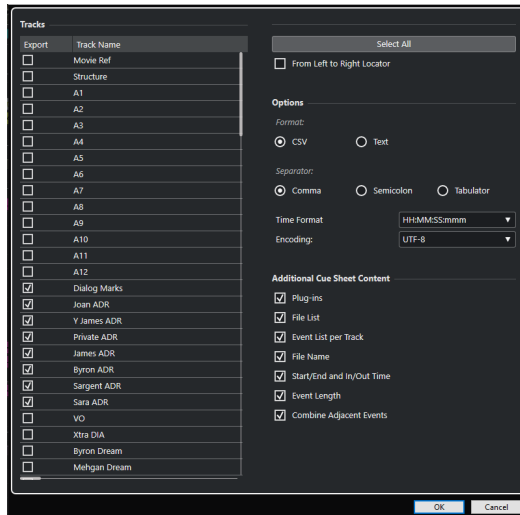 Tracks
Export Track Name
Movie Ref
Structure
A1
A2
A3
A4
A5
A6
A7
A8
A9
A10
A11
A12
Dialog Marks
Joan ADR
Y James ADR
Private ADR
James ADR
Byron ADR
Sargent ADR
Sara ADR
VO
Xtra DIA
Byron Dream
Mehgan Dream
Select All
From Left to Right Locator
Options
Format:
CSV Text
Separator:
Comma Semicolon Tabulator
Time Format HH:MM:SS:mmm
Encoding: UTF-8
Additional Cue Sheet Content
Plug-ins
File List
Event List per Track
File Name
Start/End and In/Out Time
Event Length
Combine Adjacent Events
OK Cancel